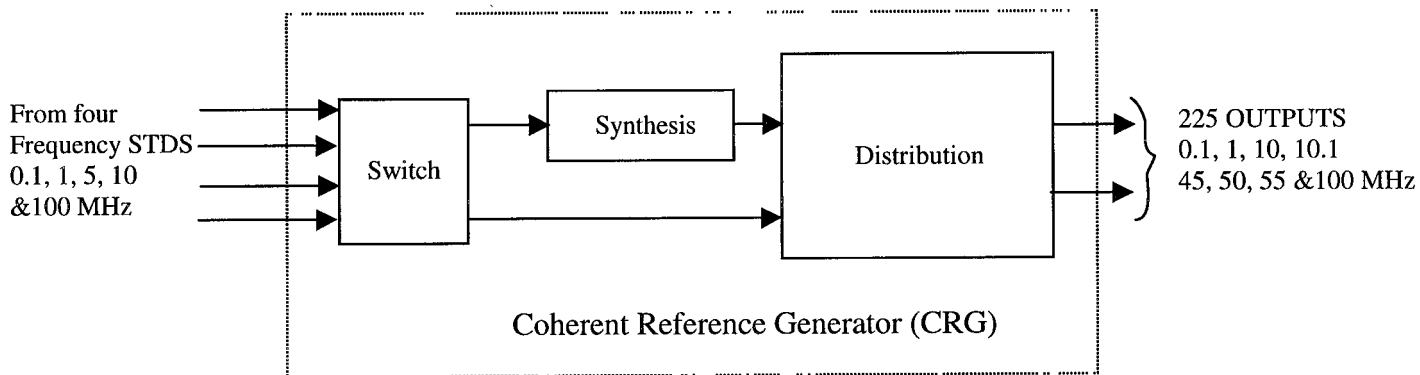 From four
Frequency STDS
0.1, 1, 5, 10
&100 MHz
Switch
Synthesis
Distribution
225 OUTPUTS
0.1, 1, 10, 10.1
45, 50, 55 &100 MHz
Coherent Reference Generator (CRG)